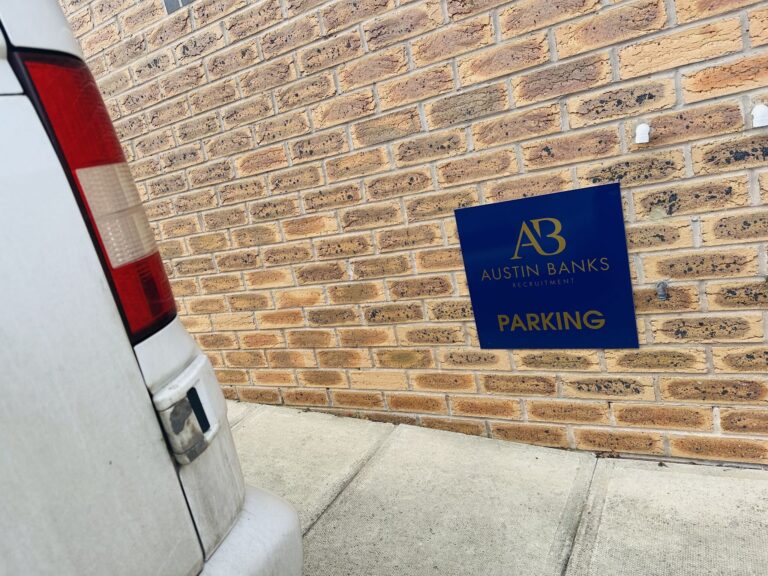 AB
AUSTIN BANKS
RECRUITMENT
PARKING